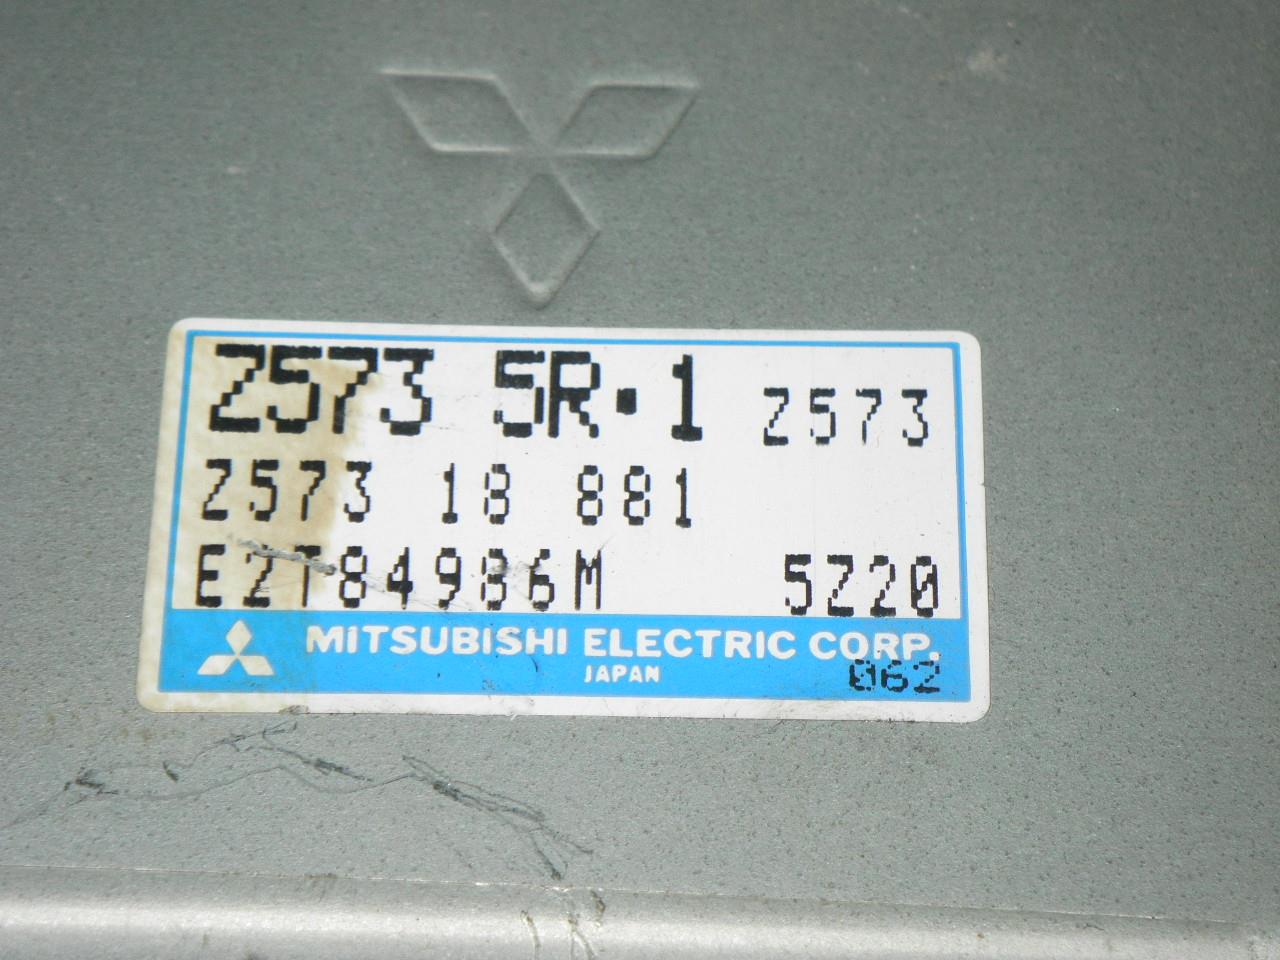 Z573 5R·1 Z573
Z573 18 881
E2T84986M 5Z20
MITSUBISHI ELECTRIC CORP.
JAPAN
062